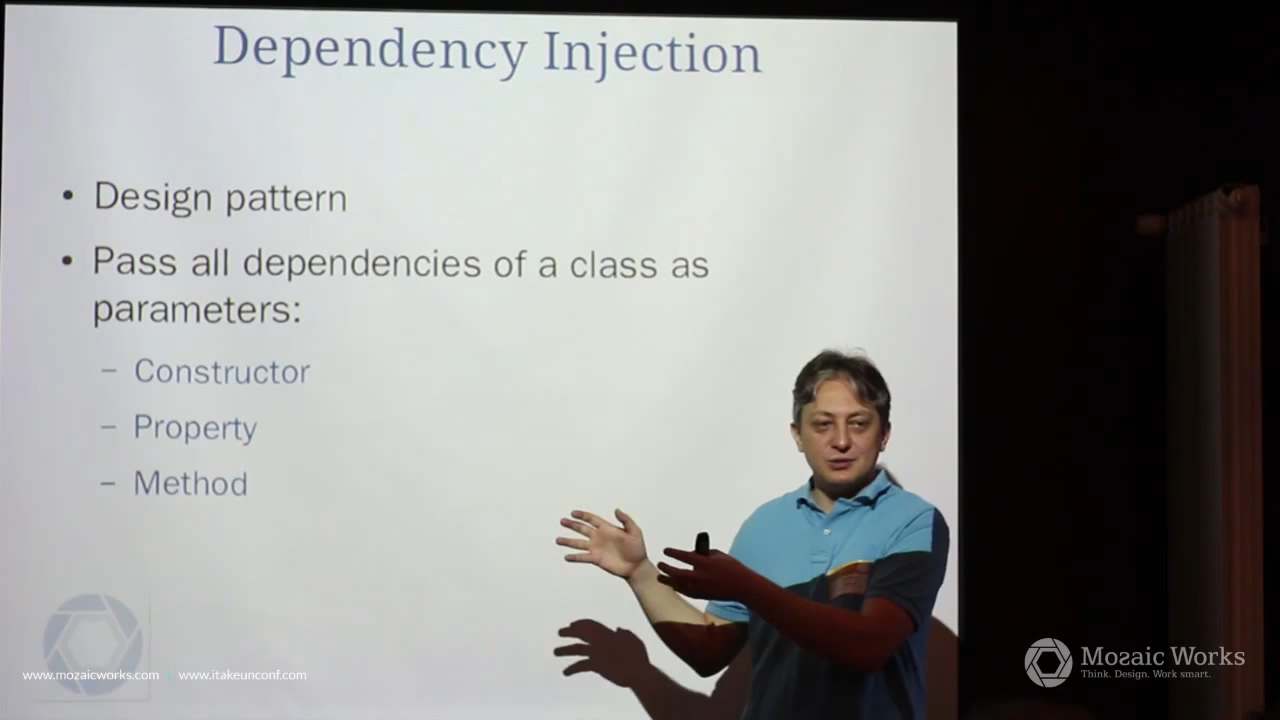 Dependency Injection
• Design pattern
• Pass all dependencies of a class as
parameters:
– Constructor
– Property
– Method
www.mozaicworks.com | www.itakeunconf.com
Mozaic Works
Think. Design. Work smart.